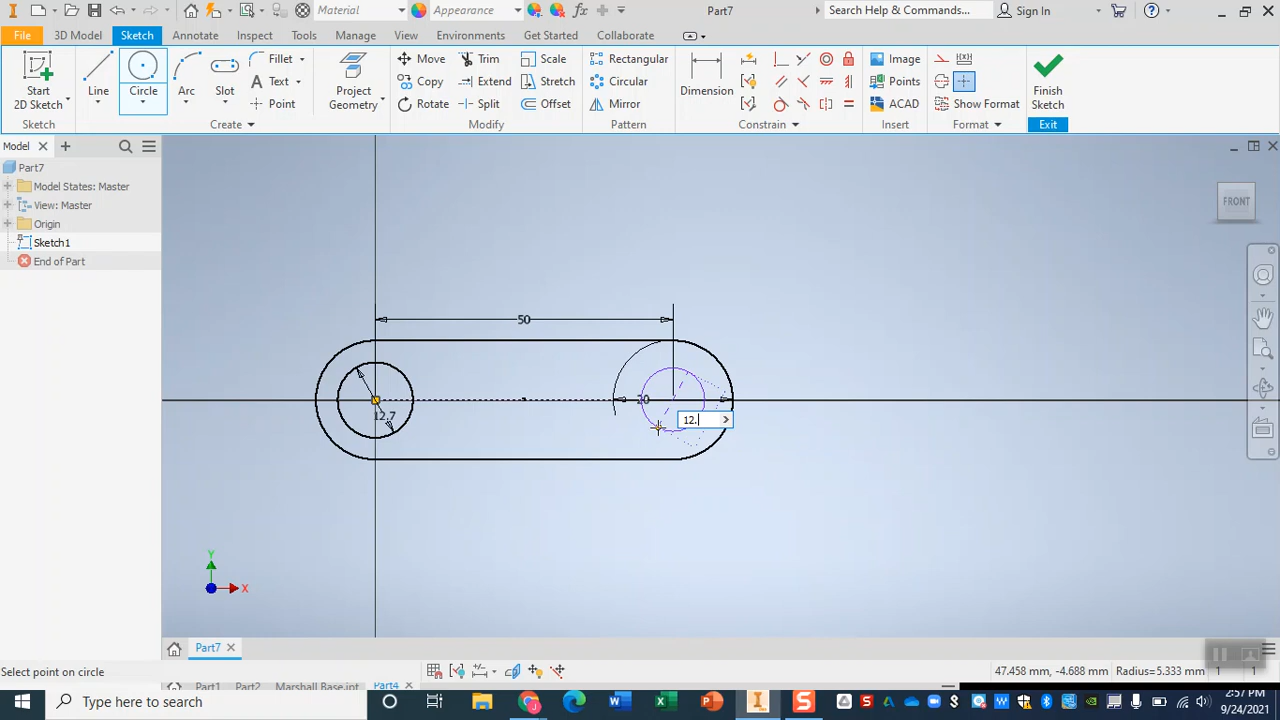 Material
Appearance
fx
Part7
Search Help & Commands...
Sign In
File
3D Model
Sketch
Annotate
Inspect
Tools
Manage
View
Environments
Get Started
Collaborate
Start
2D Sketch
Line
Circle
Arc
Slot
Fillet
Text
Point
Project
Geometry
Move
Copy
Rotate
Trim
Extend
Split
Scale
Stretch
Offset
Rectangular
Circular
Mirror
Dimension
Image
Points
ACAD
Show Format
Finish
Sketch
Sketch
Create
Modify
Pattern
Constrain
Insert
Format
Exit
Model
Part7
Model States: Master
View: Master
Origin
Sketch1
End of Part
FRONT
50
20
12.7
12.
Y
X
Part7
Select point on circle
47.458 mm, -4.688 mm
Radius=5.333 mm
1
1
Part1
Part2
Marshall Base.ipt
Part4
Type here to search
2:57 PM
9/24/2021